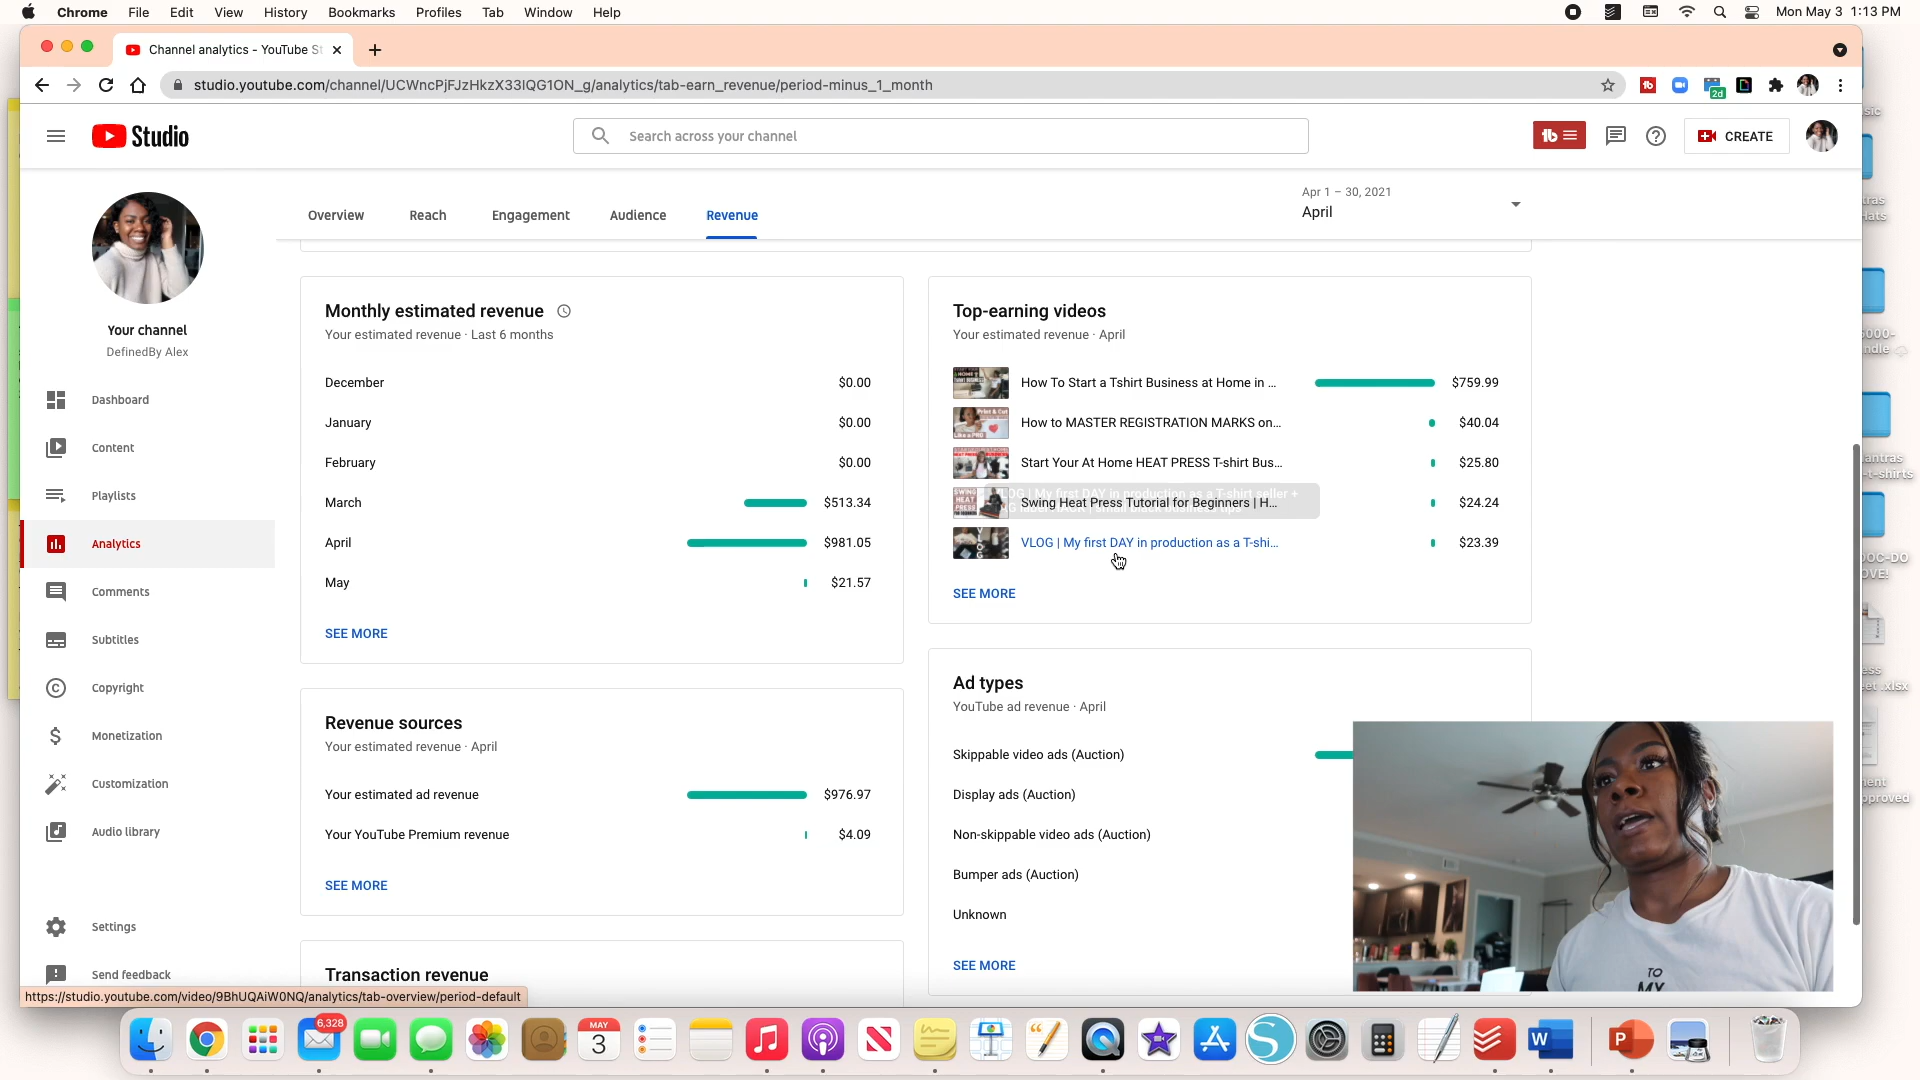 Chrome File Edit View History Bookmarks Profiles Tab Window Help
Mon May 3 1:13 PM
Channel analytics - YouTube St
studio.youtube.com/channel/UCWncPjFJzHkzX33IQG1ON_g/analytics/tab-earn_revenue/period-minus_1_month
2d
Studio
Search across your channel
CREATE
Your channel
DefinedBy Alex
Dashboard
Content
Playlists
Analytics
Comments
Subtitles
Copyright
Monetization
Customization
Audio library
Settings
Send feedback
Overview Reach Engagement Audience Revenue
Apr 1 – 30, 2021
April
Monthly estimated revenue
Your estimated revenue · Last 6 months
December $0.00
January $0.00
February $0.00
March $513.34
April $981.05
May $21.57
SEE MORE
Revenue sources
Your estimated revenue · April
Your estimated ad revenue $976.97
Your YouTube Premium revenue $4.09
SEE MORE
Transaction revenue
Top-earning videos
Your estimated revenue · April
How To Start a Tshirt Business at Home in ... $759.99
How to MASTER REGISTRATION MARKS on... $40.04
Start Your At Home HEAT PRESS T-shirt Bus... $25.80
Swing Heat Press Tutorial for Beginners | H... $24.24
VLOG | My first DAY in production as a T-shi... $23.39
SEE MORE
Ad types
YouTube ad revenue · April
Skippable video ads (Auction)
Display ads (Auction)
Non-skippable video ads (Auction)
Bumper ads (Auction)
Unknown
SEE MORE
TO
MY
https://studio.youtube.com/video/9BhUQAiW0NQ/analytics/tab-overview/period-default
6,328
MAY
3